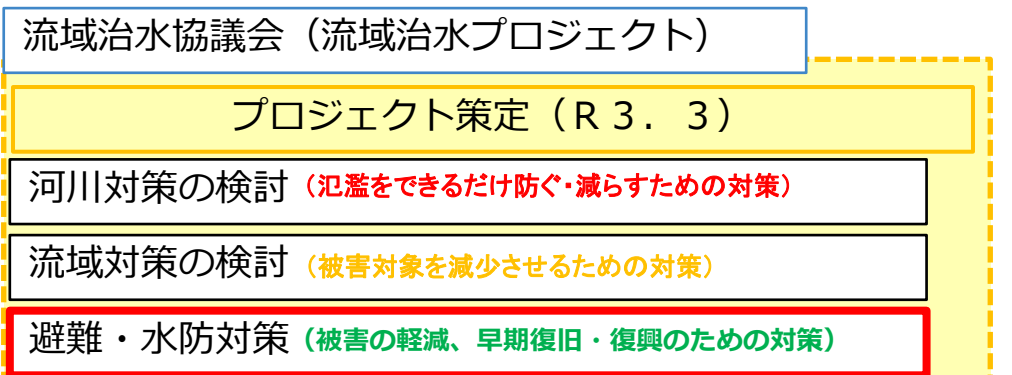 流域治水協議会（流域治水プロジェクト）
プロジェクト策定（Ｒ３．３）
河川対策の検討（氾濫をできるだけ防ぐ・減らすための対策）
流域対策の検討（被害対象を減少させるための対策）
避難・水防対策（被害の軽減、早期復旧・復興のための対策）